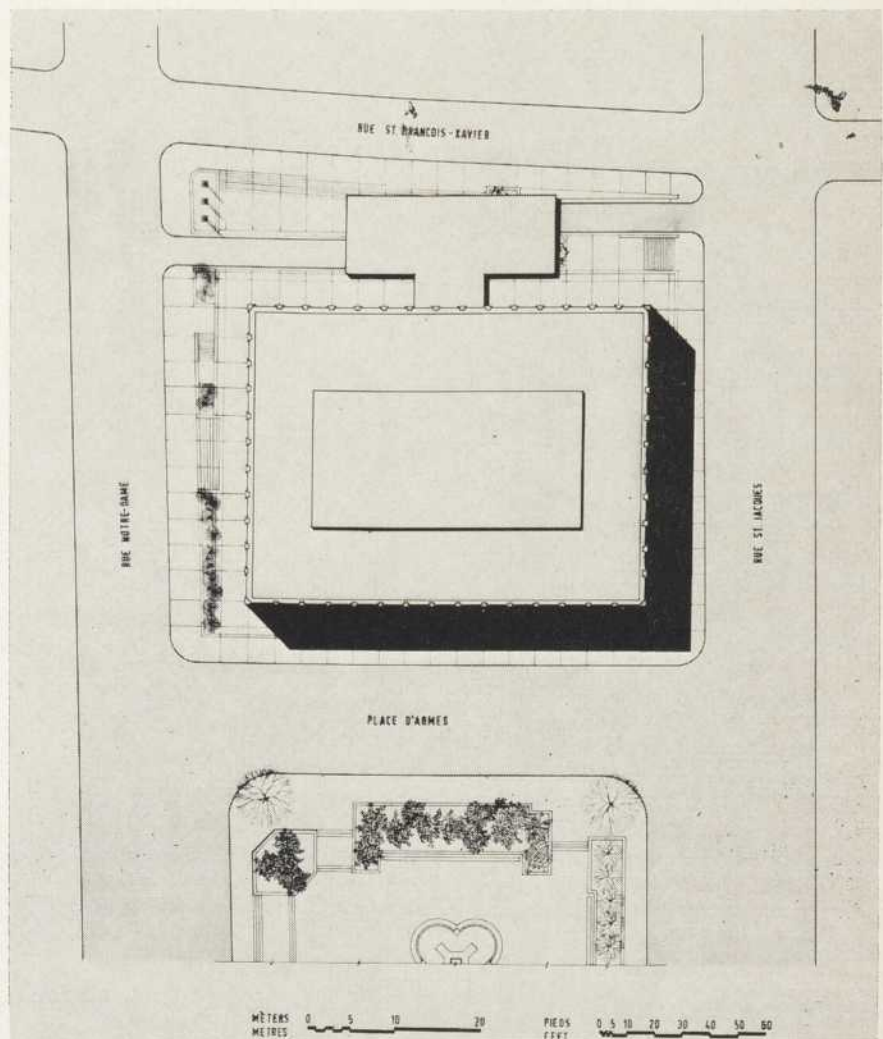 RUE ST. FRANCOIS-XAVIER
RUE NOTRE-DAME
RUE ST. JACQUES
PLACE D'ARMES
METERS 0 5 10 20
METRES
PIEDS 0 5 10 20 30 40 50 60
FEET